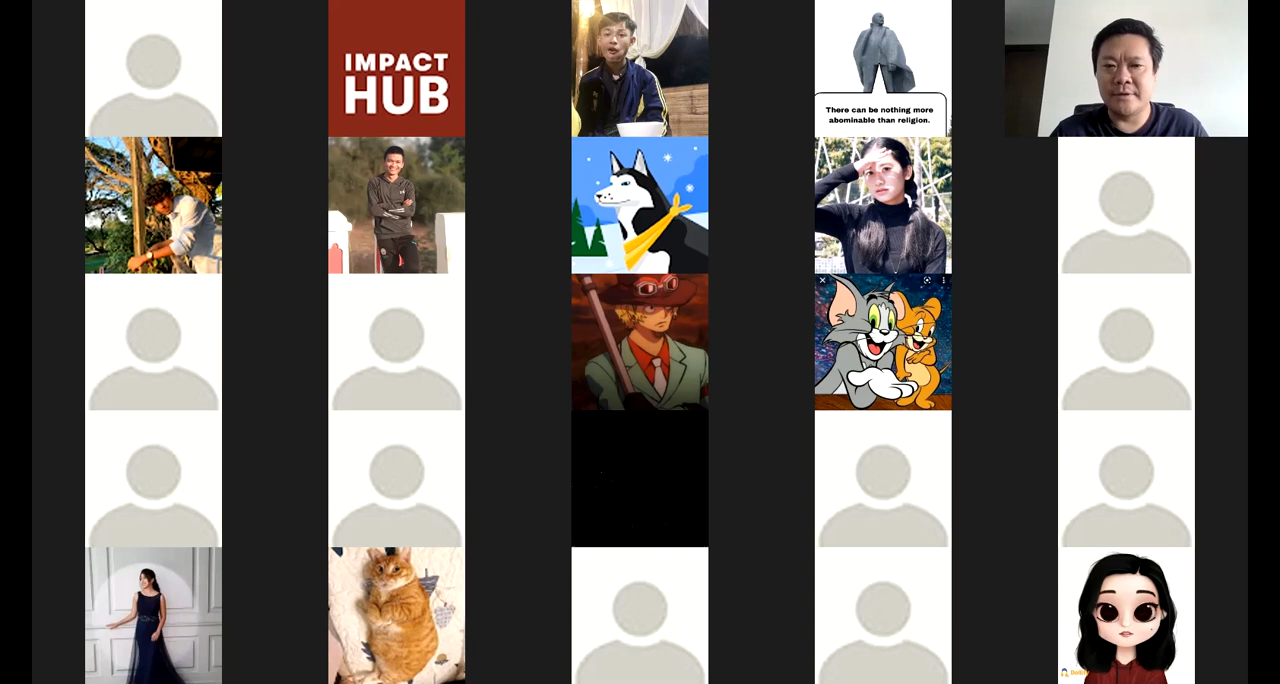 IMPACT
HUB
There can be nothing more
abominable than religion.